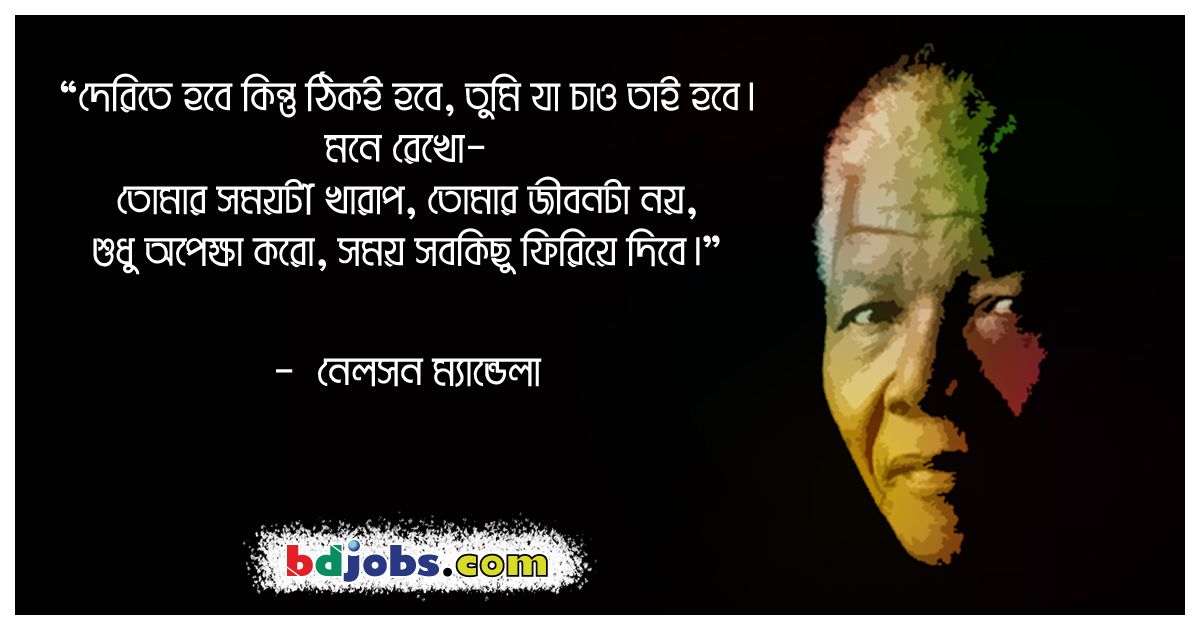 “দেরিতে হবে কিন্তু ঠিকই হবে, তুমি যা চাও তাই হবে।
মনে রেখো-
তোমার সময়টা খারাপ, তোমার জীবনটা নয়,
শুধু অপেক্ষা করো, সময় সবকিছু ফিরিয়ে দিবে।”
- নেলসন ম্যান্ডেলা
bdjobs.com